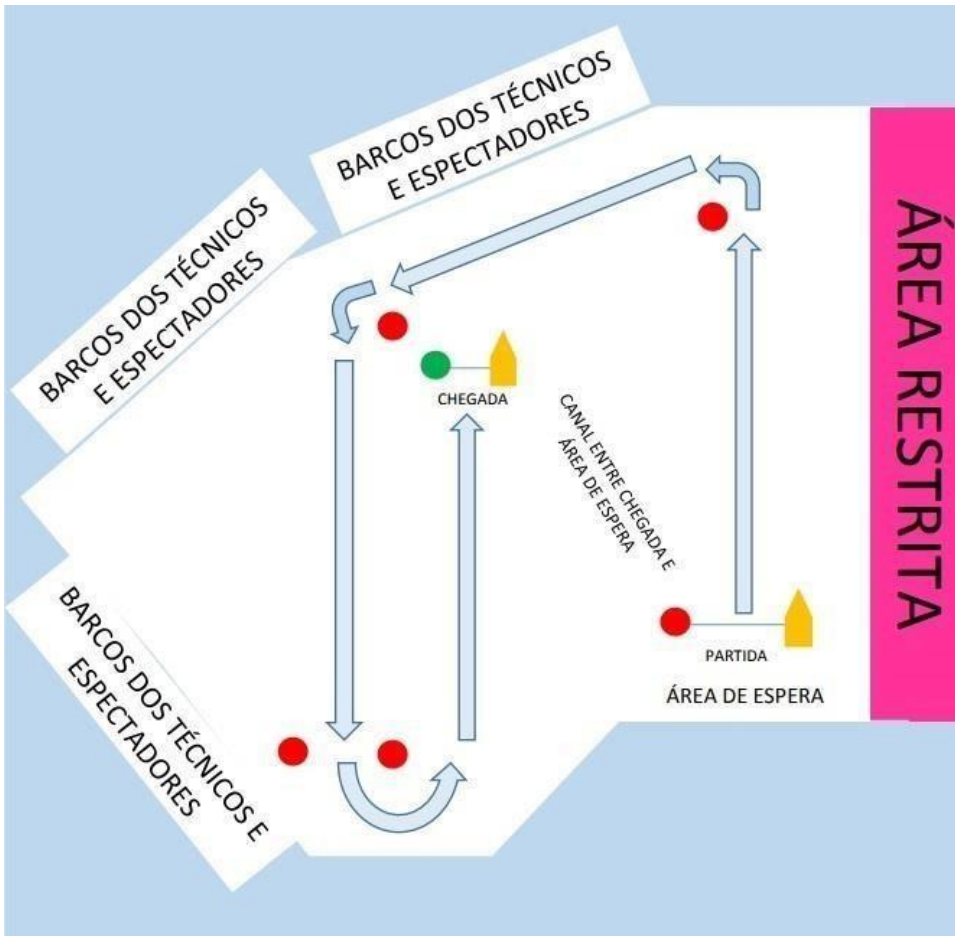 BARCOS DOS TÉCNICOS
E ESPECTADORES
BARCOS DOS TÉCNICOS
E ESPECTADORES
ÁREA RESTRITA
CHEGADA
CANAL ENTRE CHEGADA E
ÁREA DE ESPERA
PARTIDA
ÁREA DE ESPERA
BARCOS DOS TÉCNICOS E
ESPECTADORES